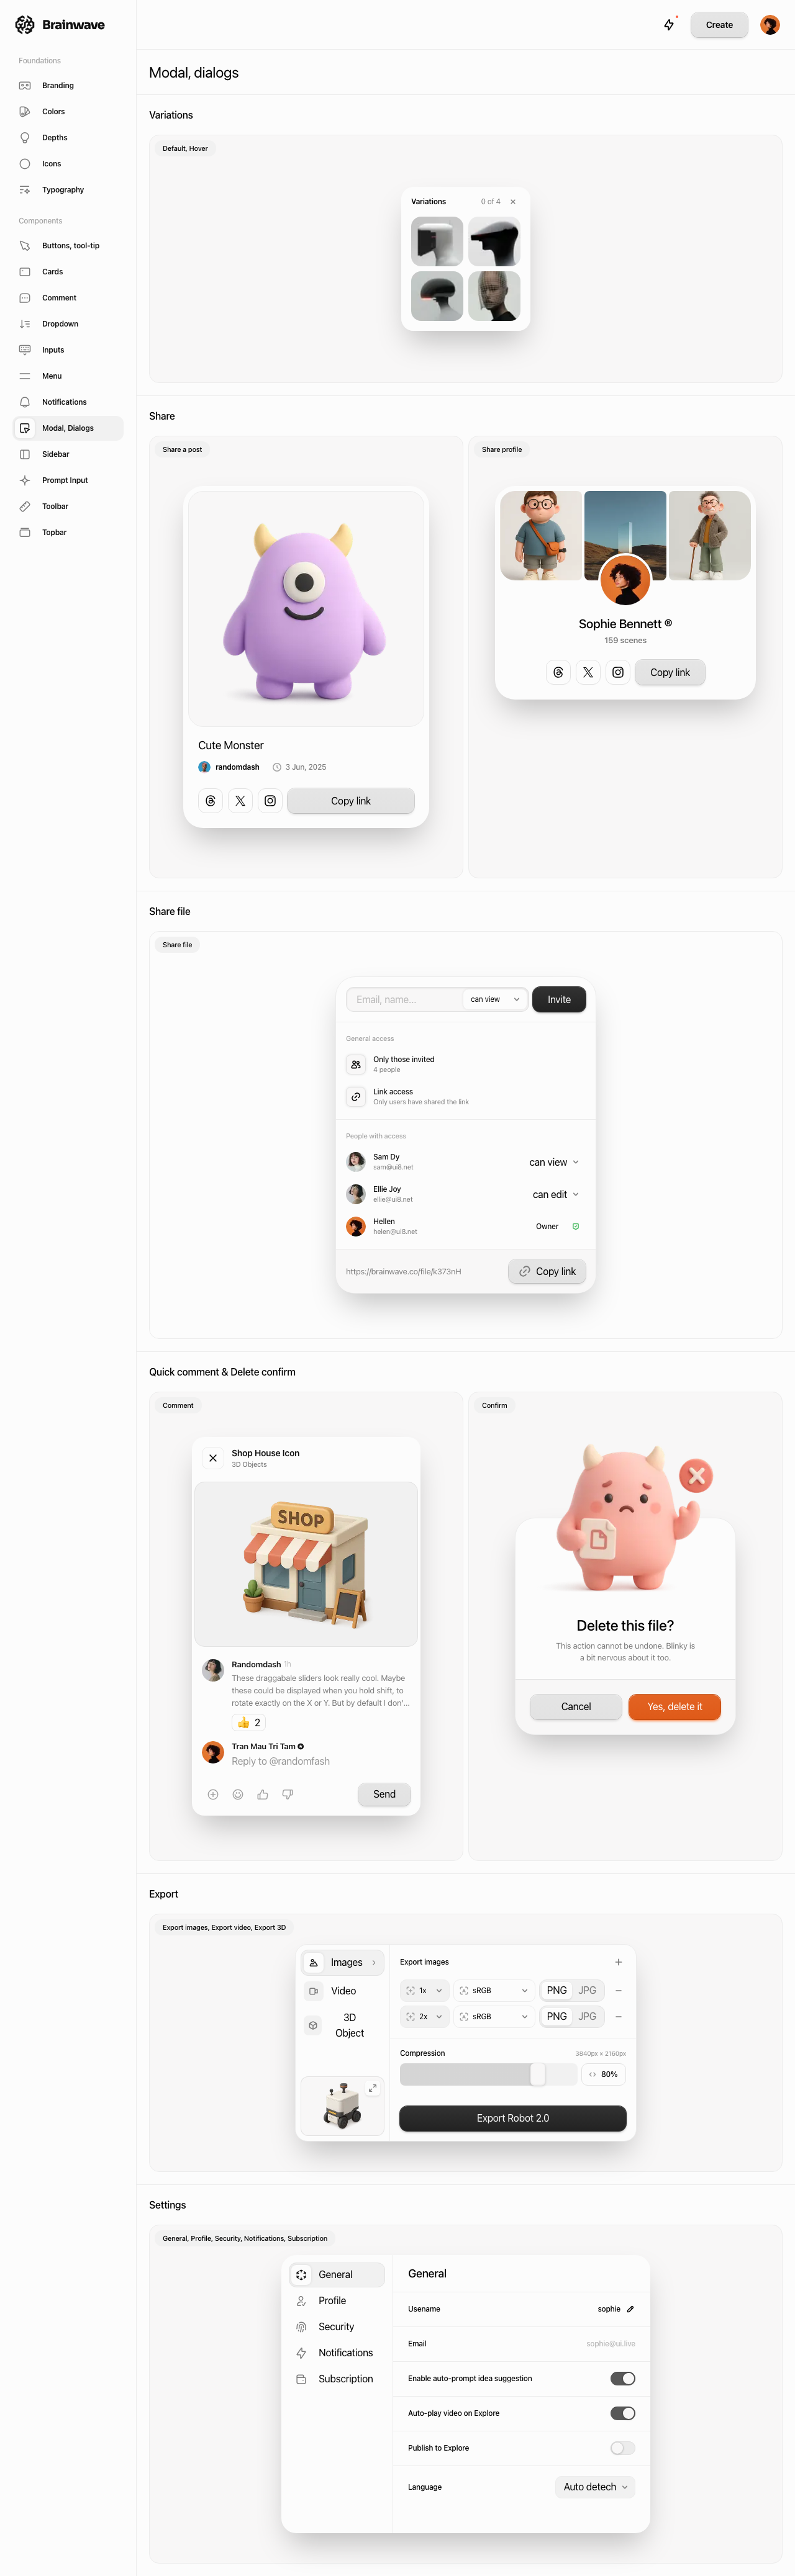 Brainwave
Create
Foundations
Branding
Colors
Depths
Icons
Typography
Components
Buttons, tool-tip
Cards
Comment
Dropdown
Inputs
Menu
Notifications
Modal, Dialogs
Sidebar
Prompt Input
Toolbar
Topbar
Modal, dialogs
Variations
Default, Hover
Variations
0 of 4
Share
Share a post
Cute Monster
randomdash
3 Jun, 2025
Copy link
Share profile
Sophie Bennett ®
159 scenes
Copy link
Share file
Share file
Email, name...
can view
Invite
General access
Only those invited
4 people
Link access
Only users have shared the link
People with access
Sam Dy
can view
sam@ui8.net
Ellie Joy
can edit
ellie@ui8.net
Hellen
Owner
helen@ui8.net
https://brainwave.co/file/k373nH
Copy link
Quick comment & Delete confirm
Comment
Shop House Icon
3D Objects
SHOP
Randomdash 1h
These draggabale sliders look really cool. Maybe
these could be displayed when you hold shift, to
rotate exactly on the X or Y. But by default I don'...
👍 2
Tran Mau Tri Tam
Reply to @randomfash
Send
Confirm
Delete this file?
This action cannot be undone. Blinky is
a bit nervous about it too.
Cancel
Yes, delete it
Export
Export images, Export video, Export 3D
Images
Video
3D
Object
Export images
1x
sRGB
PNG
JPG
2x
sRGB
PNG
JPG
Compression
3840px x 2160px
80%
Export Robot 2.0
Settings
General, Profile, Security, Notifications, Subscription
General
Profile
Security
Notifications
Subscription
General
Usename
sophie
Email
sophie@ui.live
Enable auto-prompt idea suggestion
Auto-play video on Explore
Publish to Explore
Language
Auto detech